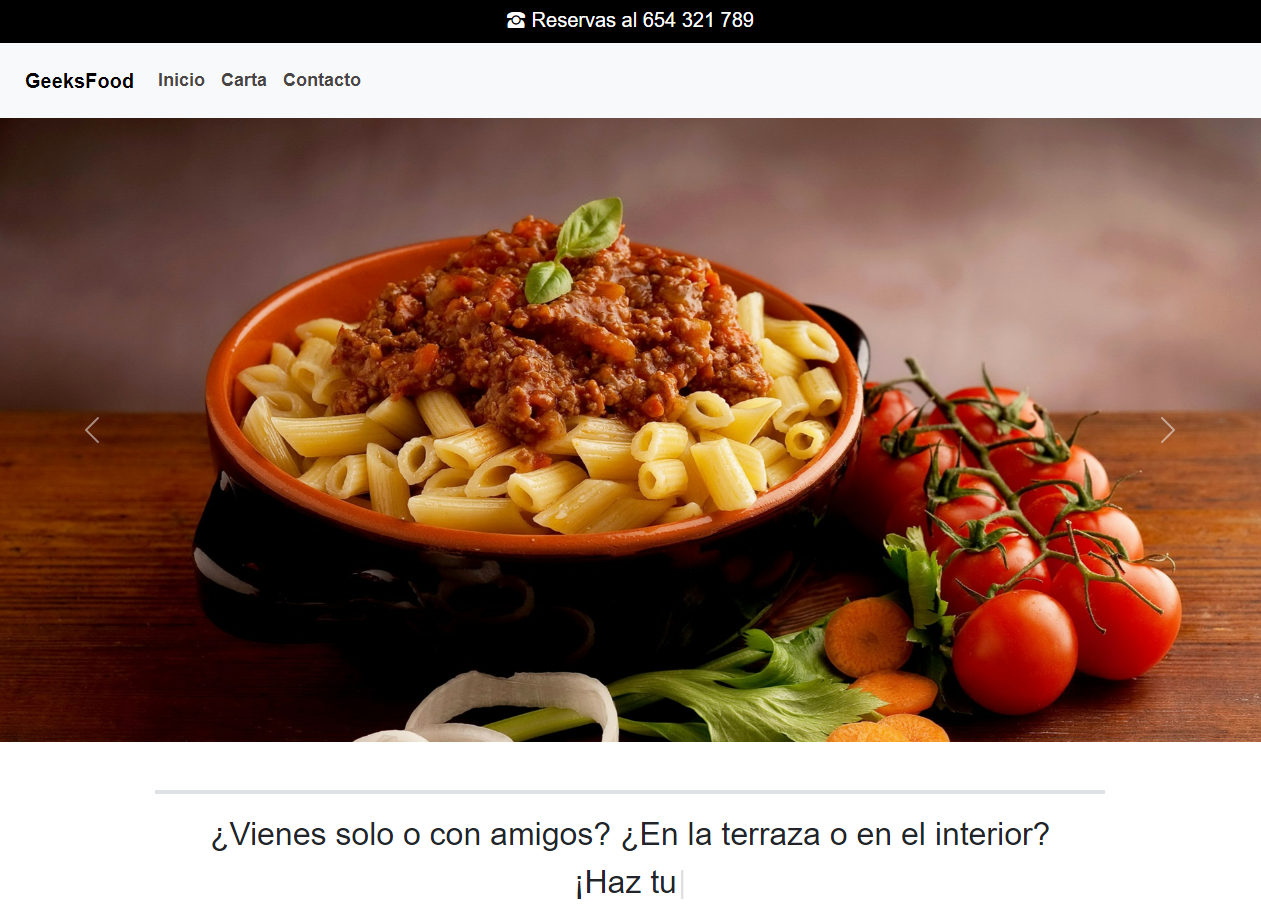 Reservas al 654 321 789
GeeksFood Inicio Carta Contacto
¿Vienes solo o con amigos? ¿En la terraza o en el interior?
¡Haz tu